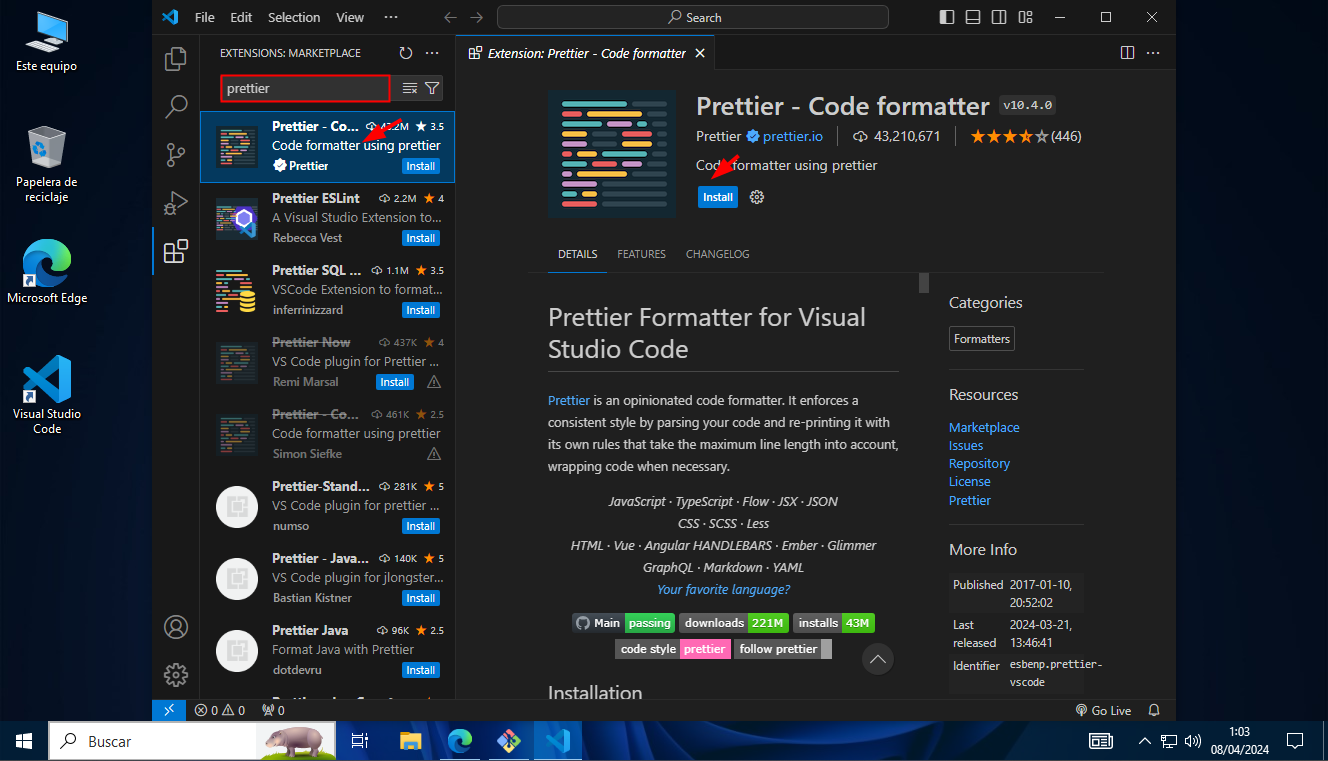 Este equipo
Papelera de
reciclaje
Microsoft Edge
Visual Studio
Code
File Edit Selection View ···
Search
EXTENSIONS: MARKETPLACE
prettier
Prettier - Co... 43.2M 3.5
Code formatter using prettier
Prettier Install
Prettier ESLint 2.2M 4
A Visual Studio Extension to...
Rebecca Vest Install
Prettier SQL ... 1.1M 3.5
VSCode Extension to format...
inferrinizzard Install
Prettier Now 437K 4
VS Code plugin for Prettier ...
Remi Marsal Install
Prettier - Co... 461K 2.5
Code formatter using prettier
Simon Siefke
Prettier-Stand... 281K 5
VS Code plugin for prettier ...
numso Install
Prettier - Java... 140K 5
VS Code plugin for jlongster...
Bastian Kistner Install
Prettier Java 96K 2.5
Format Java with Prettier
dotdevru Install
Extension: Prettier - Code formatter
Prettier - Code formatter v10.4.0
Prettier prettier.io 43,210,671 (446)
Code formatter using prettier
Install
DETAILS FEATURES CHANGELOG
Prettier Formatter for Visual
Studio Code
Prettier is an opinionated code formatter. It enforces a
consistent style by parsing your code and re-printing it with
its own rules that take the maximum line length into account,
wrapping code when necessary.
JavaScript · TypeScript · Flow · JSX · JSON
CSS · SCSS · Less
HTML · Vue · Angular HANDLEBARS · Ember · Glimmer
GraphQL · Markdown · YAML
Your favorite language?
Main passing downloads 221M installs 43M
code style prettier follow prettier
Installation
Categories
Formatters
Resources
Marketplace
Issues
Repository
License
Prettier
More Info
Published 2017-01-10,
20:52:02
Last 2024-03-21,
released 13:46:41
Identifier esbenp.prettier-
vscode
0 0 0
Go Live
Buscar
1:03
08/04/2024